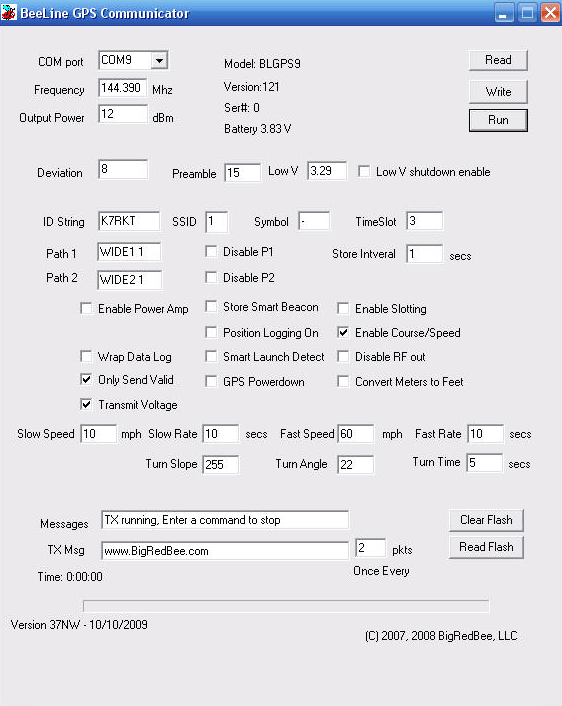 BeeLine GPS Communicator
COM port COM9 Model: BLGPS9 Read
Frequency 144.390 Mhz Version:121 Write
Output Power 12 dBm Ser#: 0 Run
Battery 3.83 V
Deviation 8 Preamble 15 Low V 3.29 Low V shutdown enable
ID String K7RKT SSID 1 Symbol - TimeSlot 3
Path 1 WIDE1 1 Disable P1 Store Intveral 1 secs
Path 2 WIDE2 1 Disable P2
Enable Power Amp Store Smart Beacon Enable Slotting
Position Logging On Enable Course/Speed
Wrap Data Log Smart Launch Detect Disable RF out
Only Send Valid GPS Powerdown Convert Meters to Feet
Transmit Voltage
Slow Speed 10 mph Slow Rate 10 secs Fast Speed 60 mph Fast Rate 10 secs
Turn Slope 255 Turn Angle 22 Turn Time 5 secs
Messages TX running, Enter a command to stop Clear Flash
TX Msg www.BigRedBee.com 2 pkts Read Flash
Time: 0:00:00 Once Every
Version 37NW - 10/10/2009
(C) 2007, 2008 BigRedBee, LLC